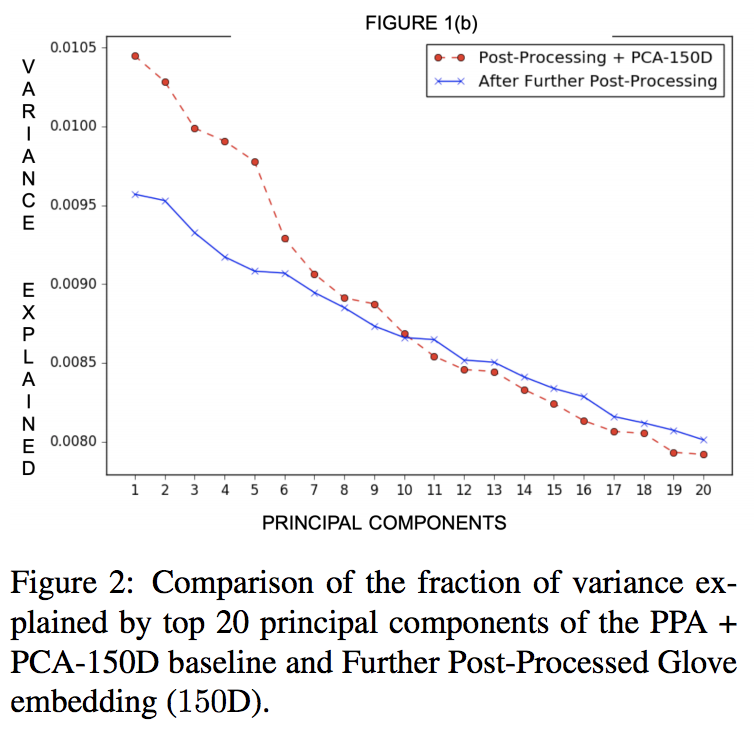 FIGURE 1(b)
VARIANCE EXPLAINED
0.0105
0.0100
0.0095
0.0090
0.0085
0.0080
Post-Processing + PCA-150D
After Further Post-Processing
1 2 3 4 5 6 7 8 9 10 11 12 13 14 15 16 17 18 19 20
PRINCIPAL COMPONENTS
Figure 2: Comparison of the fraction of variance ex-
plained by top 20 principal components of the PPA +
PCA-150D baseline and Further Post-Processed Glove
embedding (150D).